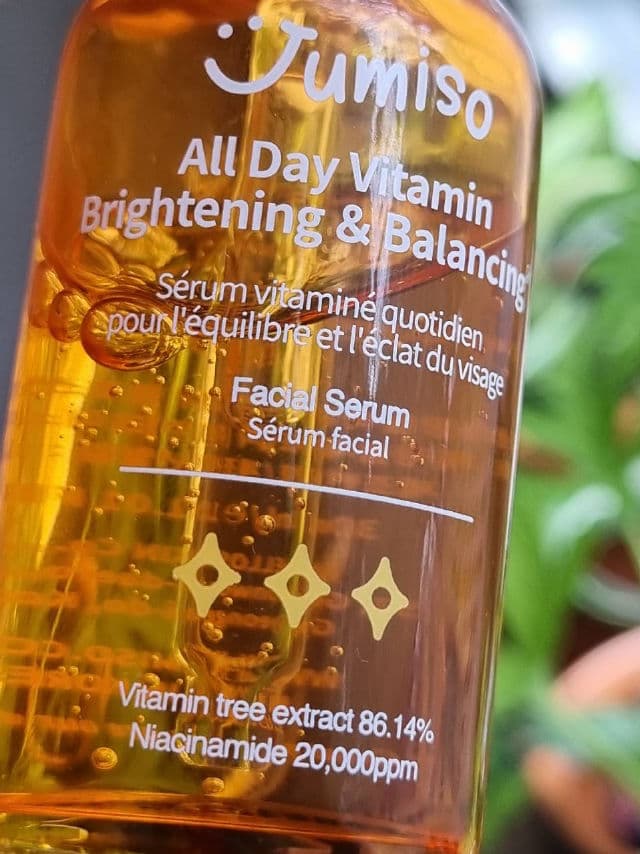 Jumiso
All Day Vitamin
Brightening & Balancing
Sérum vitaminé quotidien
pour l'équilibre et l'éclat du visage
Facial Serum
Sérum facial
Vitamin tree extract 86.14%
Niacinamide 20,000ppm